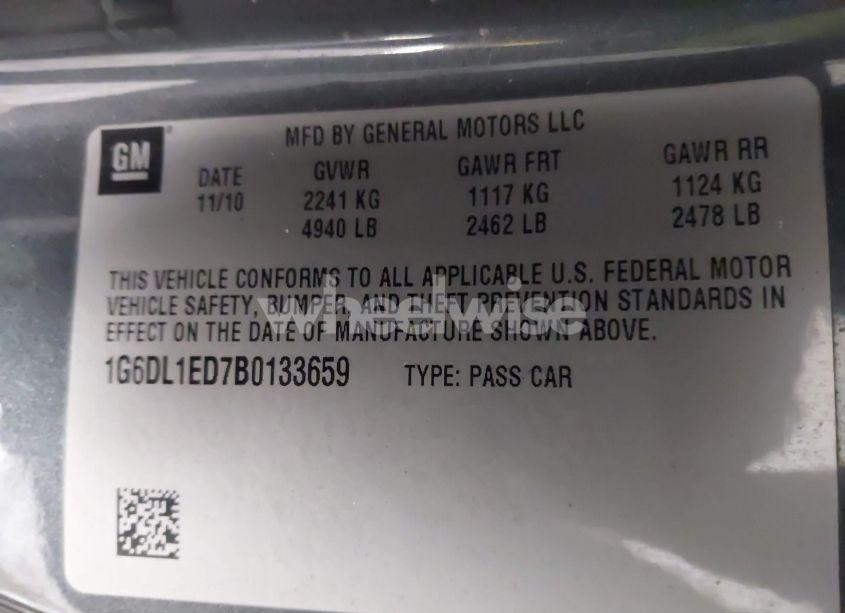 GM
MFD BY GENERAL MOTORS LLC
DATE GVWR GAWR FRT GAWR RR
11/10 2241 KG 1117 KG 1124 KG
4940 LB 2462 LB 2478 LB
THIS VEHICLE CONFORMS TO ALL APPLICABLE U.S. FEDERAL MOTOR
VEHICLE SAFETY, BUMPER, AND THEFT PREVENTION STANDARDS IN
EFFECT ON THE DATE OF MANUFACTURE SHOWN ABOVE.
wheelwise
1G6DL1ED7B0133659 TYPE: PASS CAR